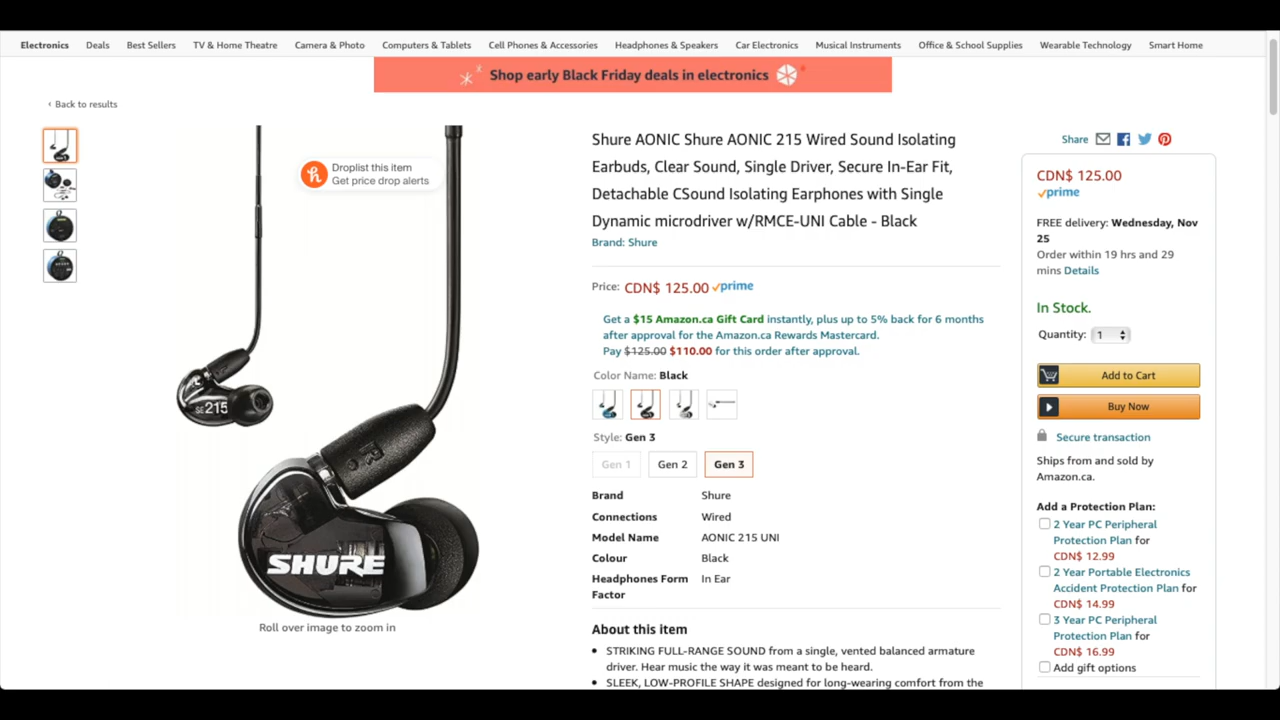 Electronics Deals Best Sellers TV & Home Theatre Camera & Photo Computers & Tablets Cell Phones & Accessories Headphones & Speakers Car Electronics Musical Instruments Office & School Supplies Wearable Technology Smart Home
Shop early Black Friday deals in electronics
‹ Back to results
Droplist this item
Get price drop alerts
SE215
SHURE
Roll over image to zoom in
Shure AONIC Shure AONIC 215 Wired Sound Isolating
Earbuds, Clear Sound, Single Driver, Secure In-Ear Fit,
Detachable CSound Isolating Earphones with Single
Dynamic microdriver w/RMCE-UNI Cable - Black
Brand: Shure
Price: CDN$ 125.00 prime
Get a $15 Amazon.ca Gift Card instantly, plus up to 5% back for 6 months
after approval for the Amazon.ca Rewards Mastercard.
Pay $125.00 $110.00 for this order after approval.
Color Name: Black
Style: Gen 3
Gen 1 Gen 2 Gen 3
Brand Shure
Connections Wired
Model Name AONIC 215 UNI
Colour Black
Headphones Form In Ear
Factor
About this item
• STRIKING FULL-RANGE SOUND from a single, vented balanced armature
driver. Hear music the way it was meant to be heard.
• SLEEK, LOW-PROFILE SHAPE designed for long-wearing comfort from the
Share
CDN$ 125.00
prime
FREE delivery: Wednesday, Nov
25
Order within 19 hrs and 29
mins Details
In Stock.
Quantity: 1
Add to Cart
Buy Now
Secure transaction
Ships from and sold by
Amazon.ca.
Add a Protection Plan:
2 Year PC Peripheral
Protection Plan for
CDN$ 12.99
2 Year Portable Electronics
Accident Protection Plan for
CDN$ 14.99
3 Year PC Peripheral
Protection Plan for
CDN$ 16.99
Add gift options